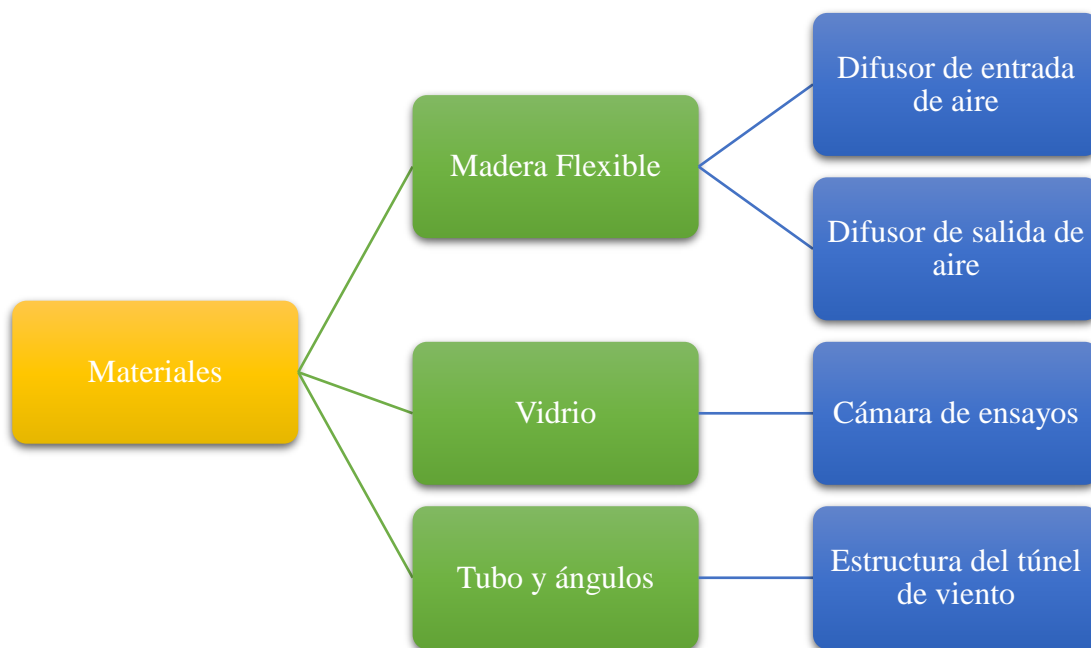 Materiales
Madera Flexible
Difusor de entrada
de aire
Difusor de salida de
aire
Vidrio
Cámara de ensayos
Tubo y ángulos
Estructura del túnel
de viento